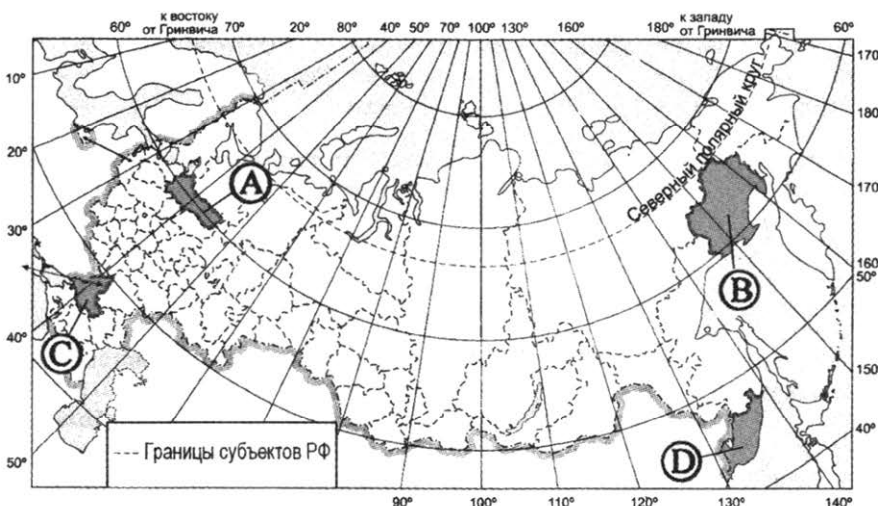 к востоку
от Гринвича
к западу
от Гринвича
60° 70° 80° 20° 40° 50° 70° 100° 130° 160° 180° 60°
10°
20°
30°
40°
50°
170
180°
170°
160°
50°
150
40°
Северный полярный круг
A
B
C
D
Границы субъектов РФ
90° 100° 110° 120° 130° 140°